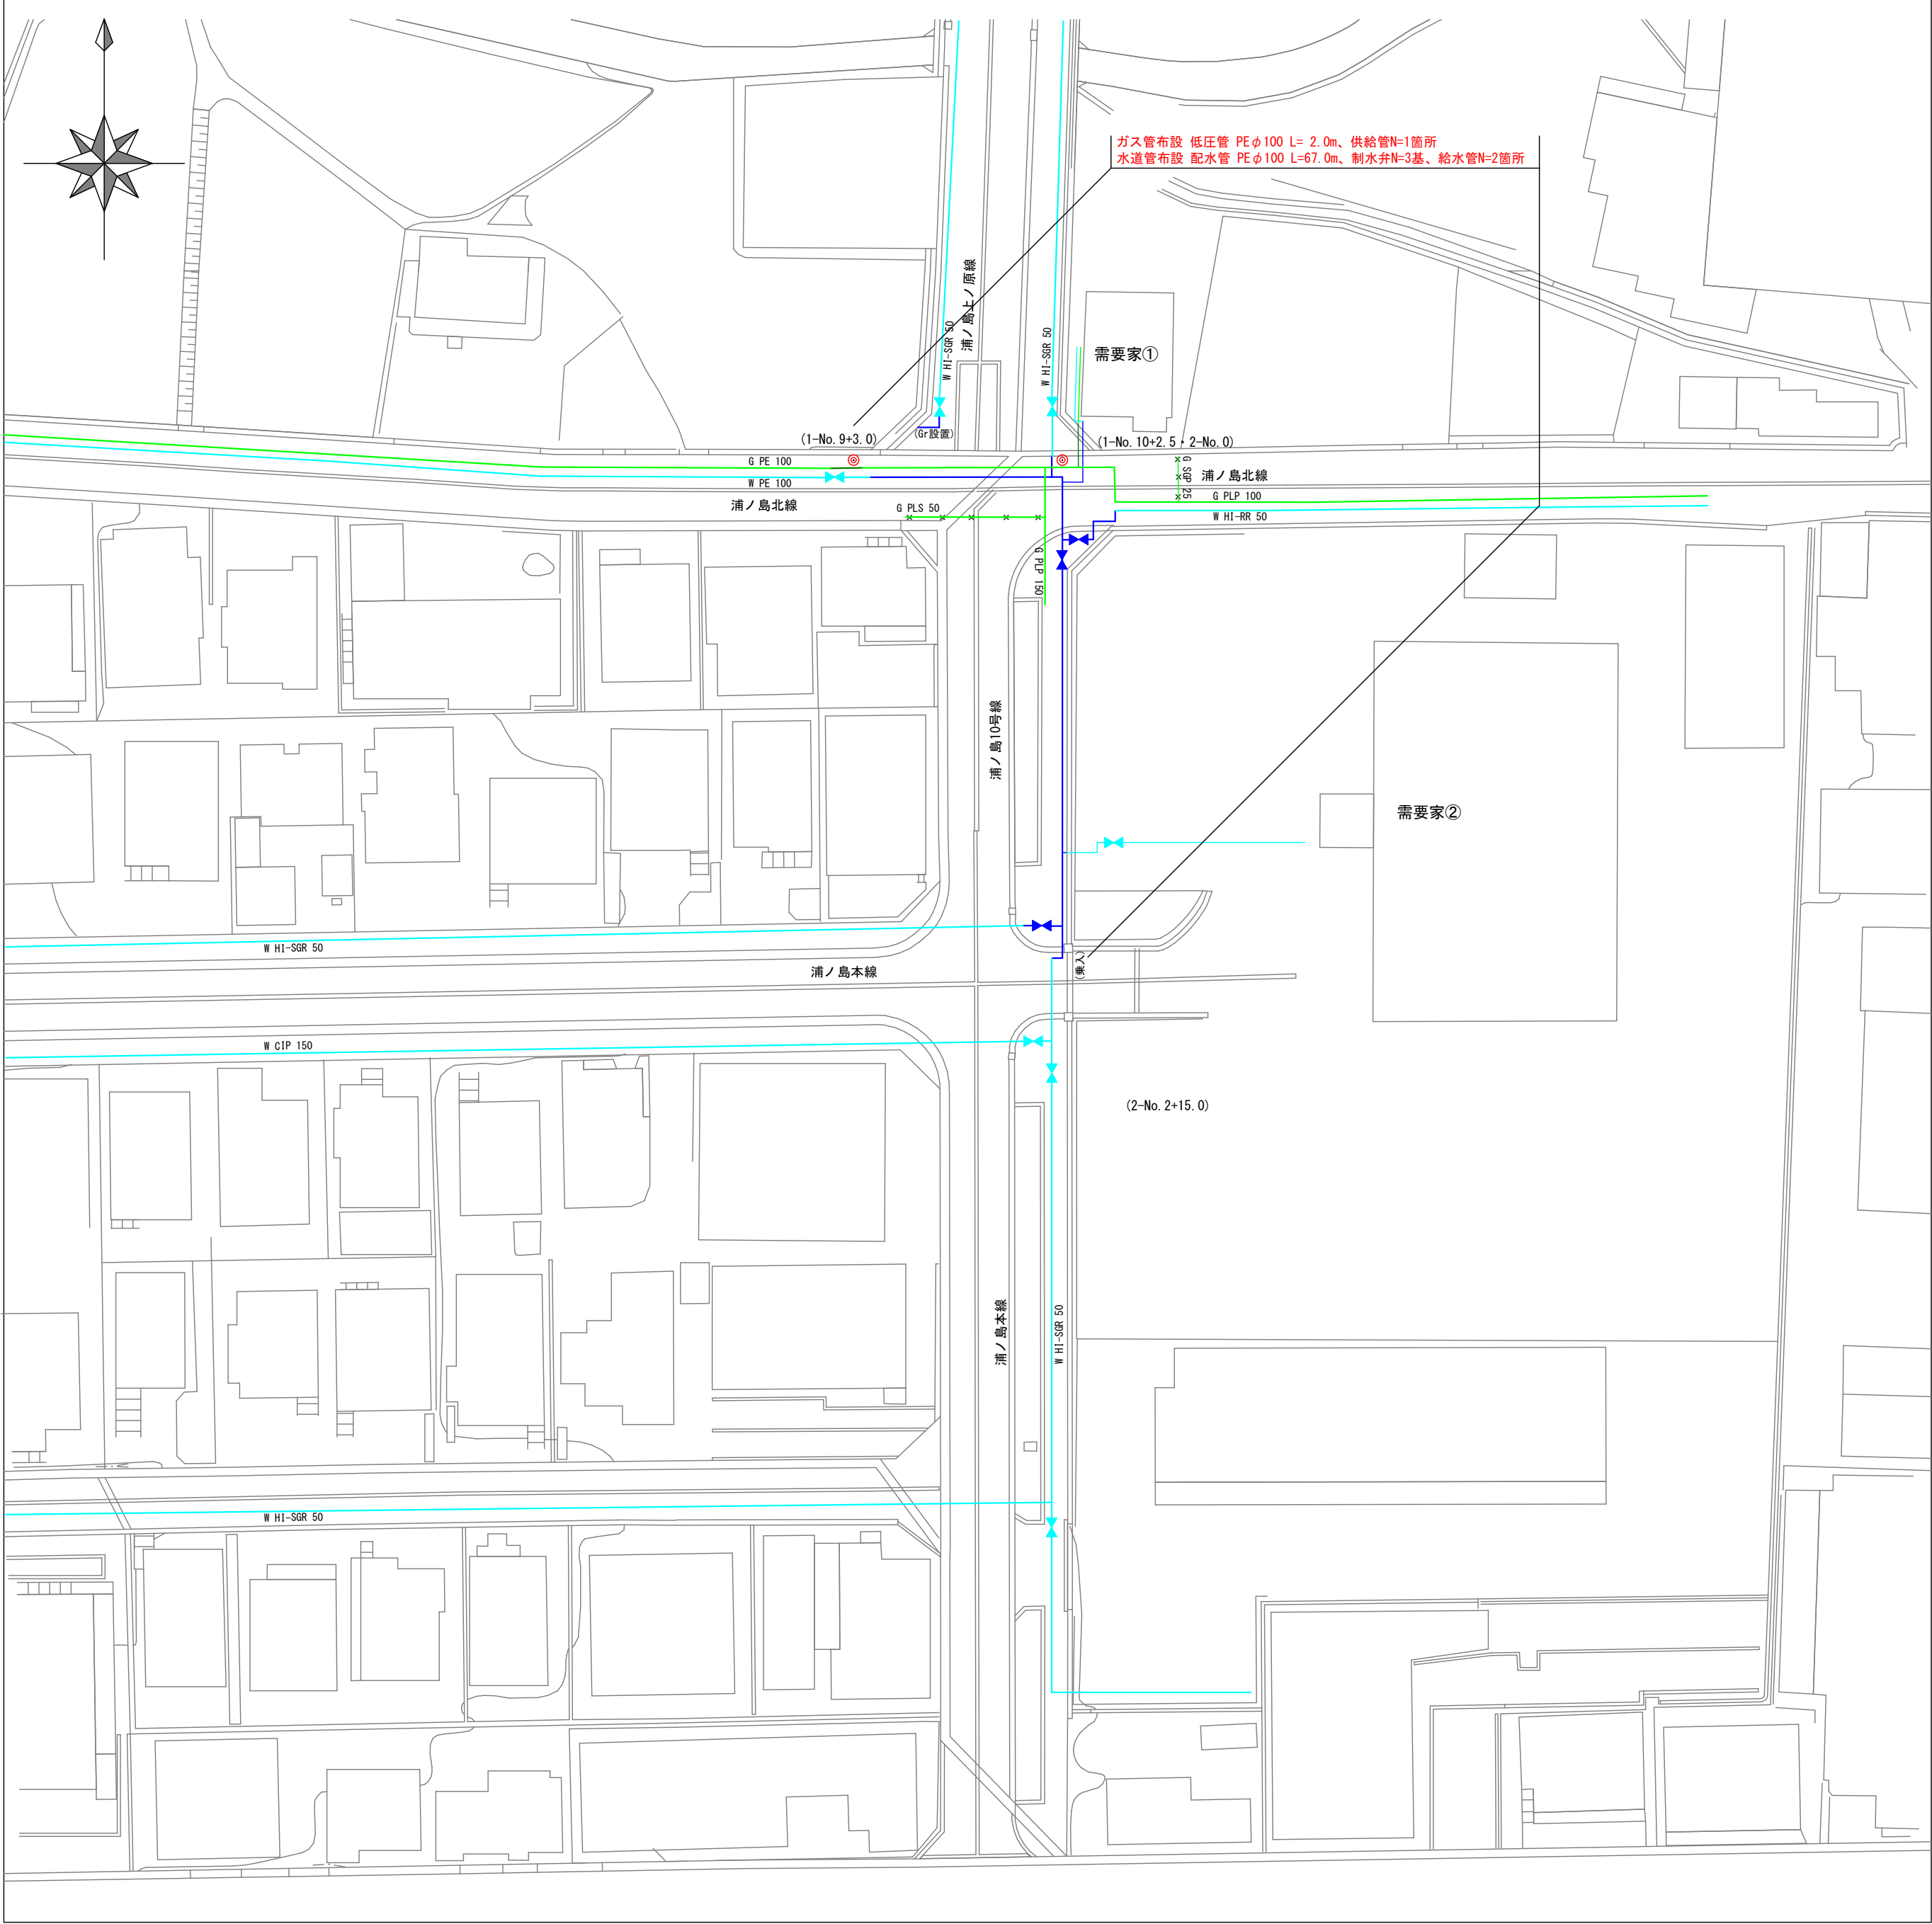 ガス管布設 低圧管 PEφ100 L= 2.0m、供給管N=1箇所
水道管布設 配水管 PEφ100 L=67.0m、制水弁N=3基、給水管N=2箇所
浦ノ島上ノ原線
W HI-SGR 50
W HI-SGR 50
需要家①
(1-No.9+3.0)
(Gr設置)
(1-No.10+2.5・2-No.0)
G PE 100
W PE 100
浦ノ島北線
浦ノ島北線
G SGP 25
G PLP 100
G PLS 50
W HI-RR 50
G PLP 150
浦ノ島10号線
需要家②
W HI-SGR 50
浦ノ島本線
(乗入)
W CIP 150
(2-No.2+15.0)
浦ノ島本線
W HI-SGR 50
W HI-SGR 50